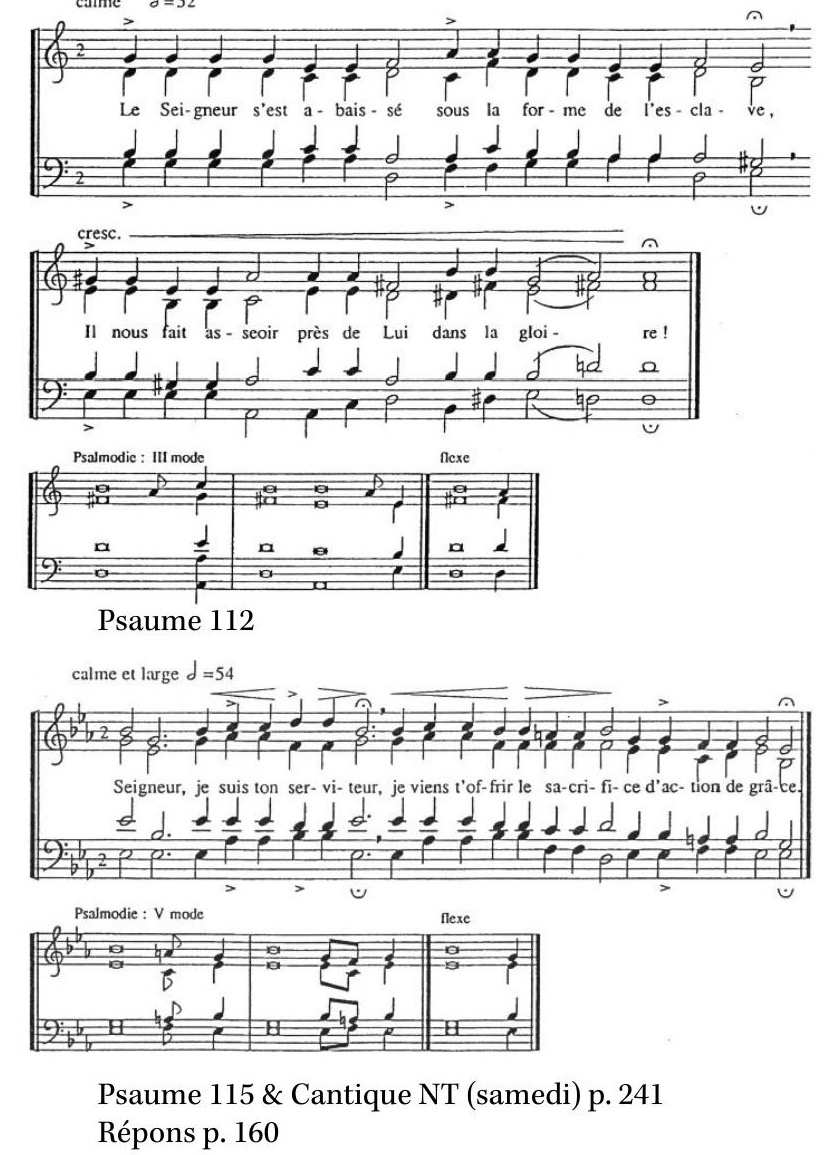 calme = 52
Le Sei-gneur s'est a-bais-sé sous la for-me de l'es-cla-ve,
cresc.
Il nous fait as-seoir près de Lui dans la gloi-re !
Psalmodie : III mode flexe
Psaume 112
calme et large =54
Seigneur, je suis ton ser-vi-teur, je viens t'of-frir le sa-cri-fi-ce d'ac-tion de grâ-ce.
Psalmodie : V mode flexe
Psaume 115 & Cantique NT (samedi) p. 241
Répons p. 160